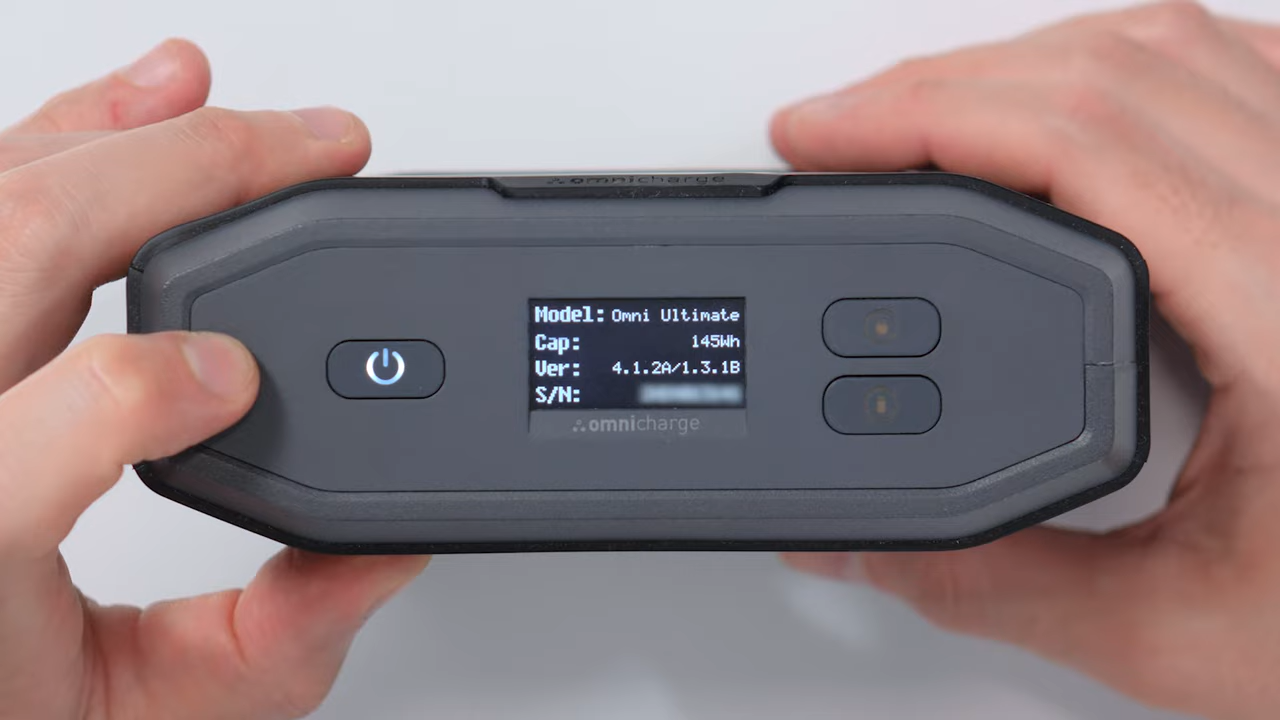 omnicharge
Model: Omni Ultimate
Cap: 145Wh
Ver: 4.1.2A/1.3.1B
S/N:
omnicharge